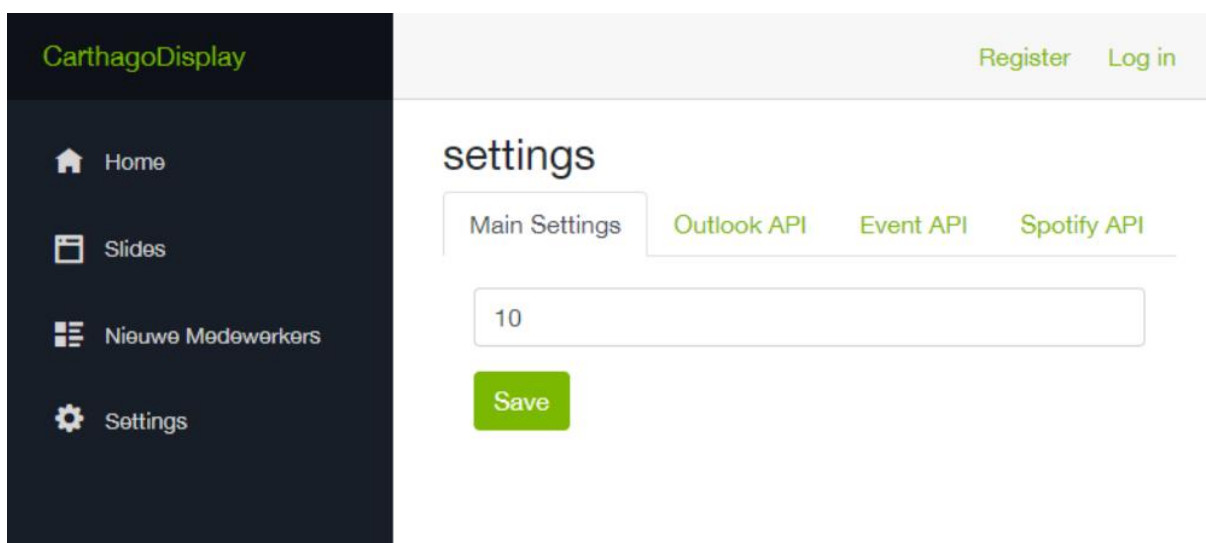 CarthagoDisplay
Register Log in
Home
Slides
Nieuwe Medewerkers
Settings
settings
Main Settings Outlook API Event API Spotify API
10
Save